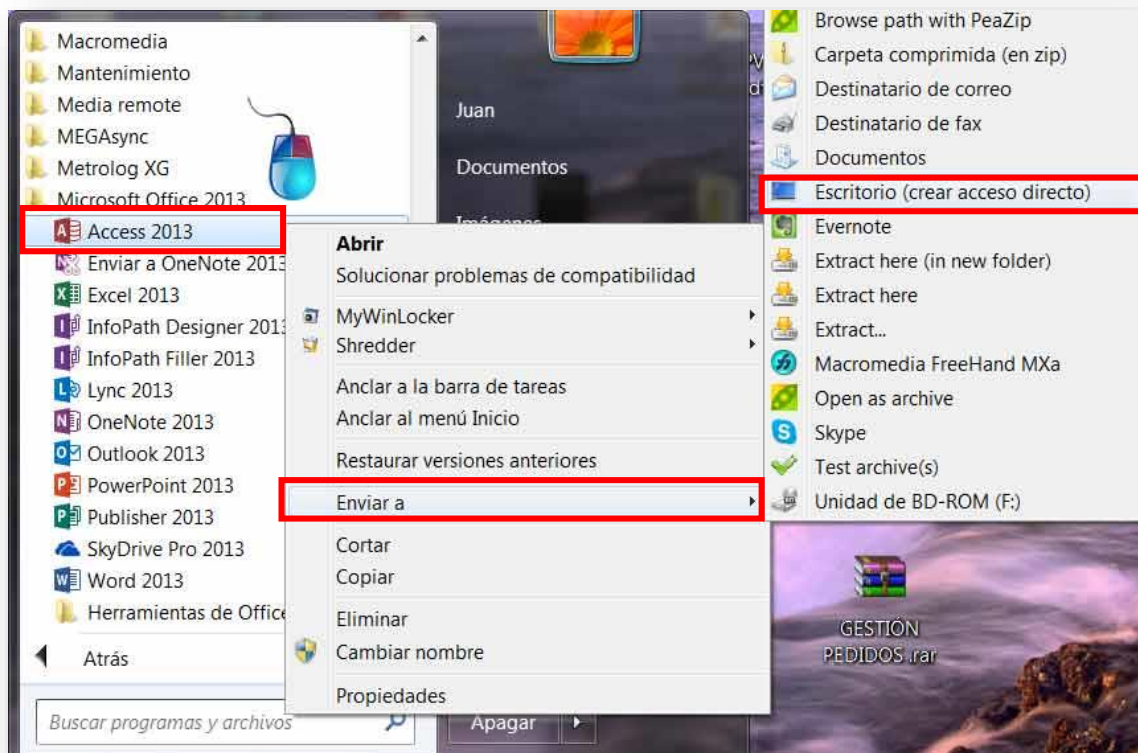 Macromedia
Mantenimiento
Media remote
MEGAsync
Metrolog XG
Microsoft Office 2013
Access 2013
Enviar a OneNote 2013
Excel 2013
InfoPath Designer 2013
InfoPath Filler 2013
Lync 2013
OneNote 2013
Outlook 2013
PowerPoint 2013
Publisher 2013
SkyDrive Pro 2013
Word 2013
Herramientas de Office
Atrás
Buscar programas y archivos
Juan
Documentos
Imágenes
Apagar
Abrir
Solucionar problemas de compatibilidad
MyWinLocker
Shredder
Anclar a la barra de tareas
Anclar al menú Inicio
Restaurar versiones anteriores
Enviar a
Cortar
Copiar
Eliminar
Cambiar nombre
Propiedades
Browse path with PeaZip
Carpeta comprimida (en zip)
Destinatario de correo
Destinatario de fax
Documentos
Escritorio (crear acceso directo)
Evernote
Extract here (in new folder)
Extract here
Extract...
Macromedia FreeHand MXa
Open as archive
Skype
Test archive(s)
Unidad de BD-ROM (F:)
GESTIÓN
PEDIDOS .rar